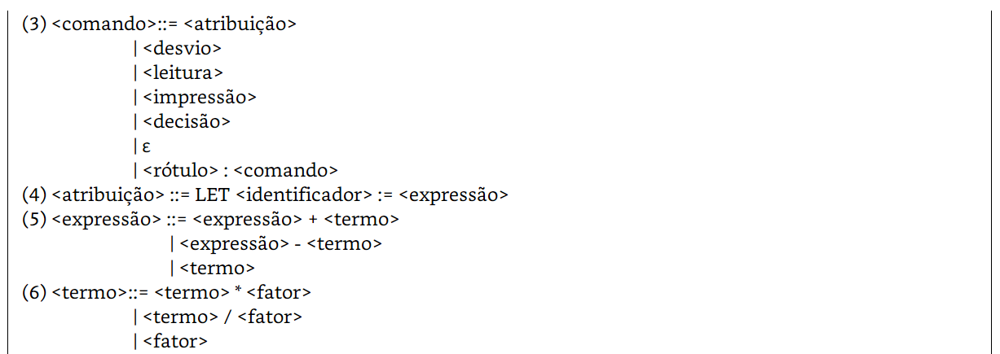 (3) <comando>::= <atribuição>
| <desvio>
| <leitura>
| <impressão>
| <decisão>
| ε
| <rótulo> : <comando>
(4) <atribuição> ::= LET <identificador> := <expressão>
(5) <expressão> ::= <expressão> + <termo>
| <expressão> - <termo>
| <termo>
(6) <termo>::= <termo> * <fator>
| <termo> / <fator>
| <fator>